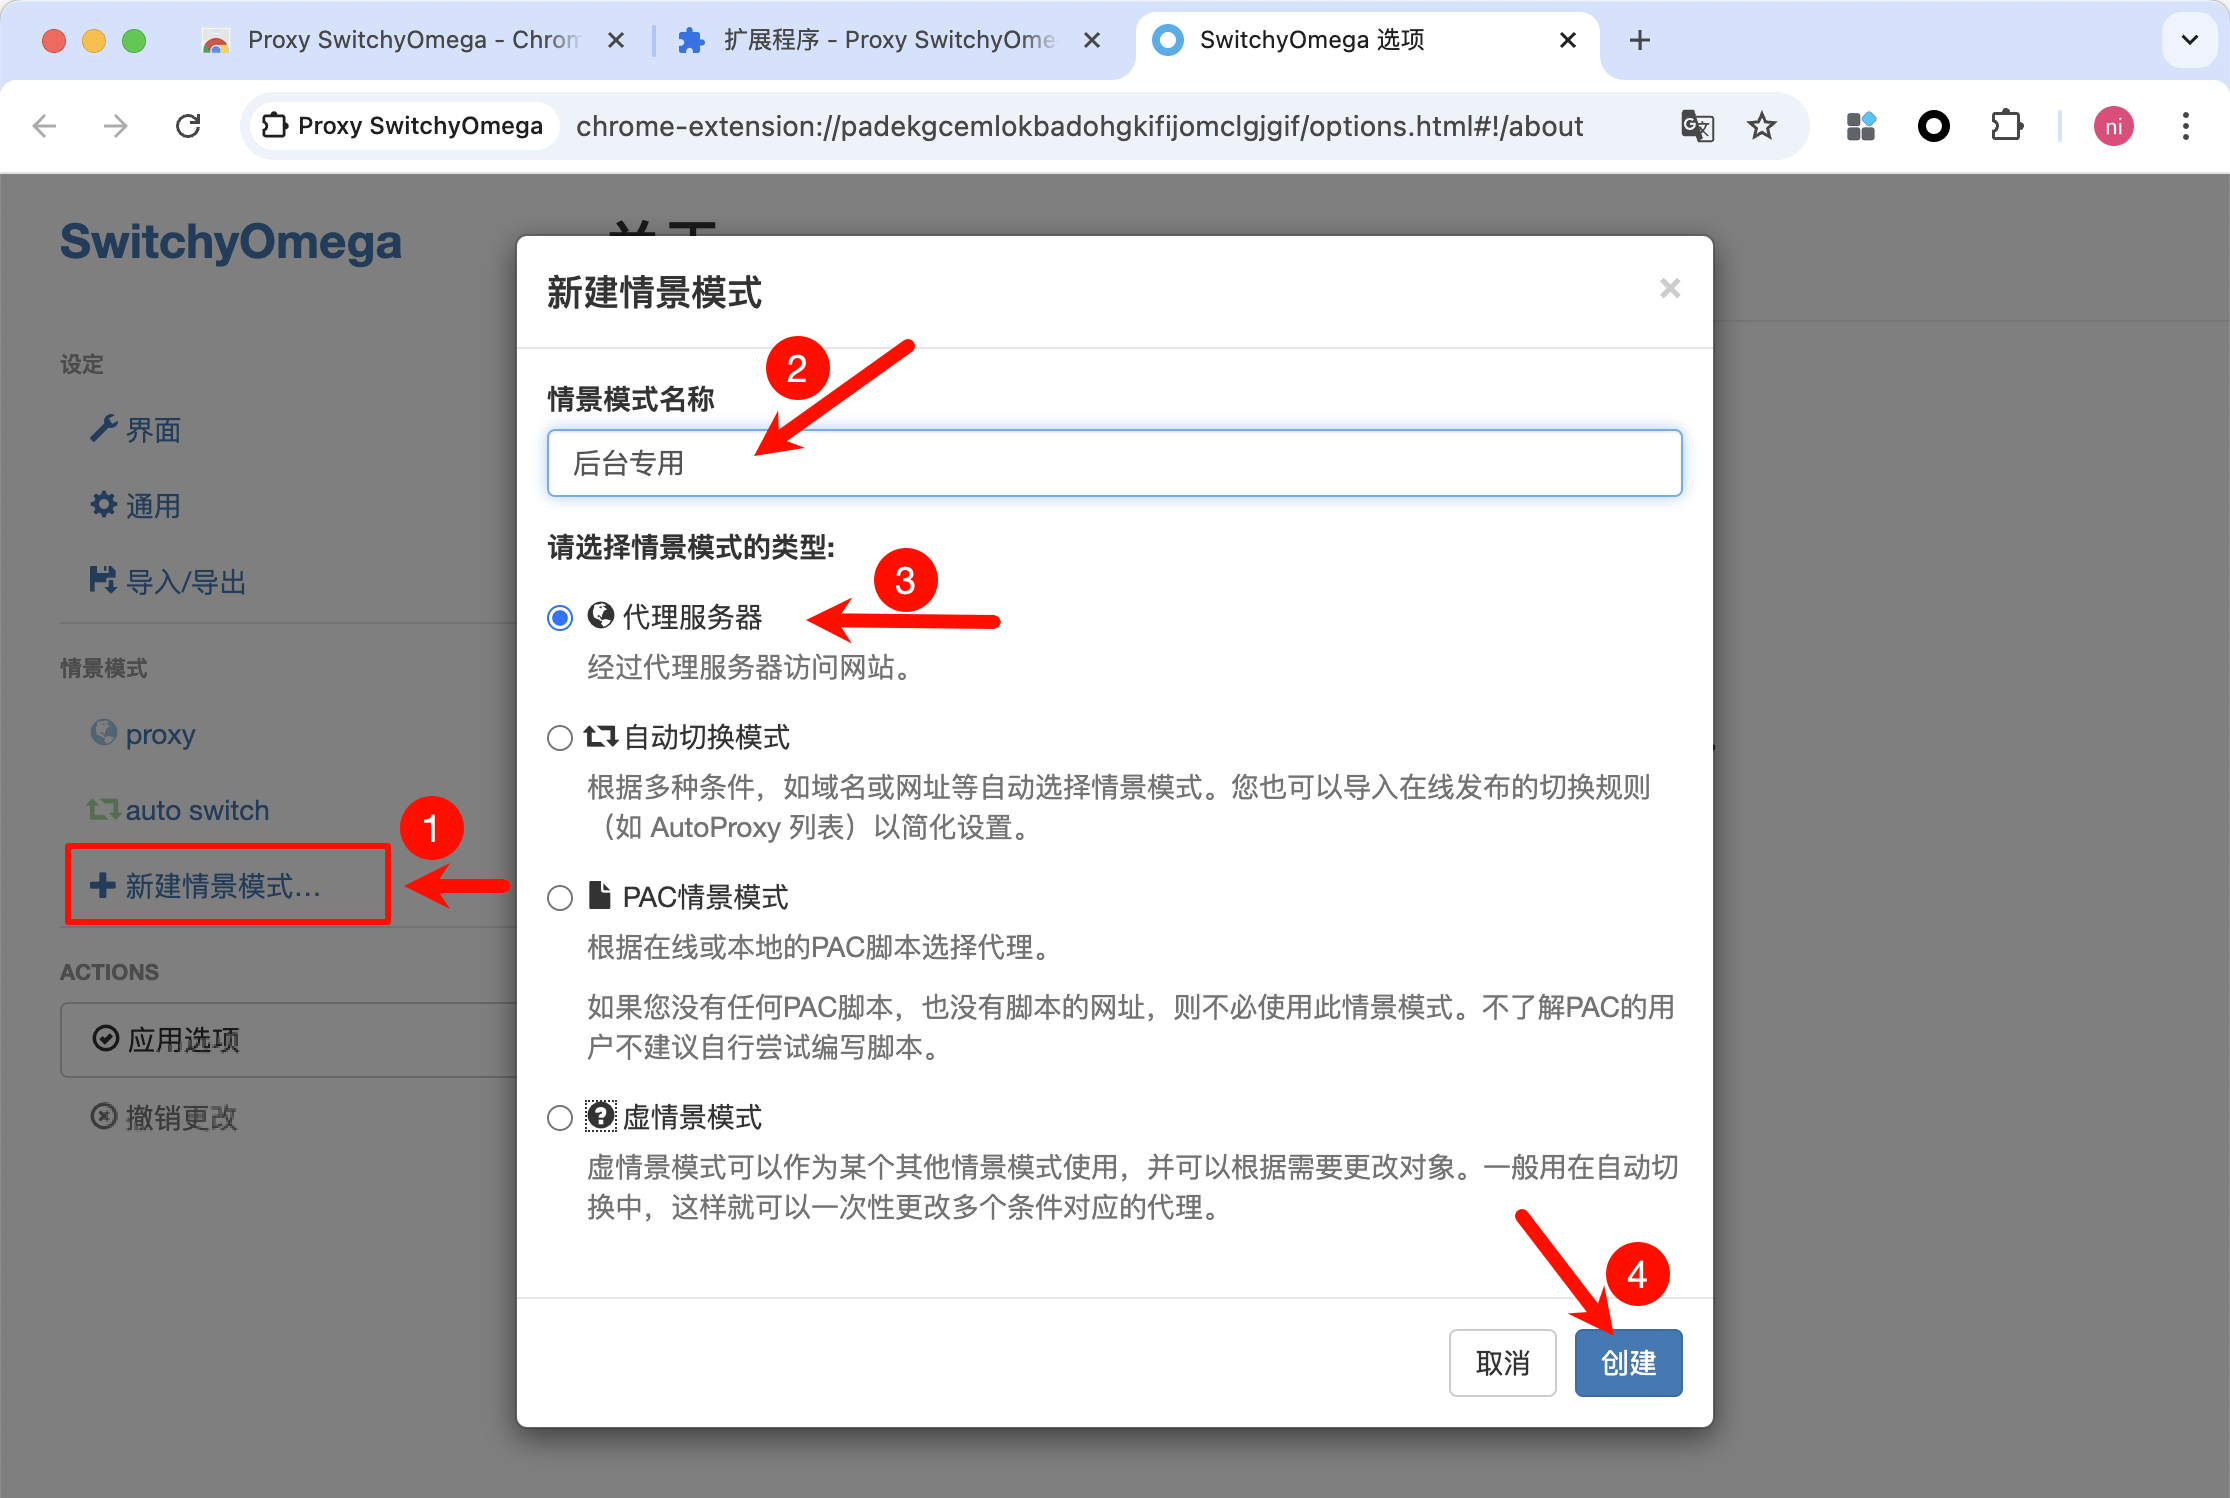 Proxy SwitchyOmega - Chrom
扩展程序 - Proxy SwitchyOme
SwitchyOmega 选项
Proxy SwitchyOmega
chrome-extension://padekgcemlokbadohgkifijomclgjgif/options.html#!/about
ni
SwitchyOmega
设定
界面
通用
导入/导出
情景模式
proxy
auto switch
新建情景模式...
1
ACTIONS
应用选项
撤销更改
新建情景模式
×
2
情景模式名称
后台专用
请选择情景模式的类型:
3
代理服务器
经过代理服务器访问网站。
自动切换模式
根据多种条件，如域名或网址等自动选择情景模式。您也可以导入在线发布的切换规则
（如 AutoProxy 列表）以简化设置。
PAC情景模式
根据在线或本地的PAC脚本选择代理。
如果您没有任何PAC脚本，也没有脚本的网址，则不必使用此情景模式。不了解PAC的用
户不建议自行尝试编写脚本。
虚情景模式
虚情景模式可以作为某个其他情景模式使用，并可以根据需要更改对象。一般用在自动切
换中，这样就可以一次性更改多个条件对应的代理。
4
取消
创建